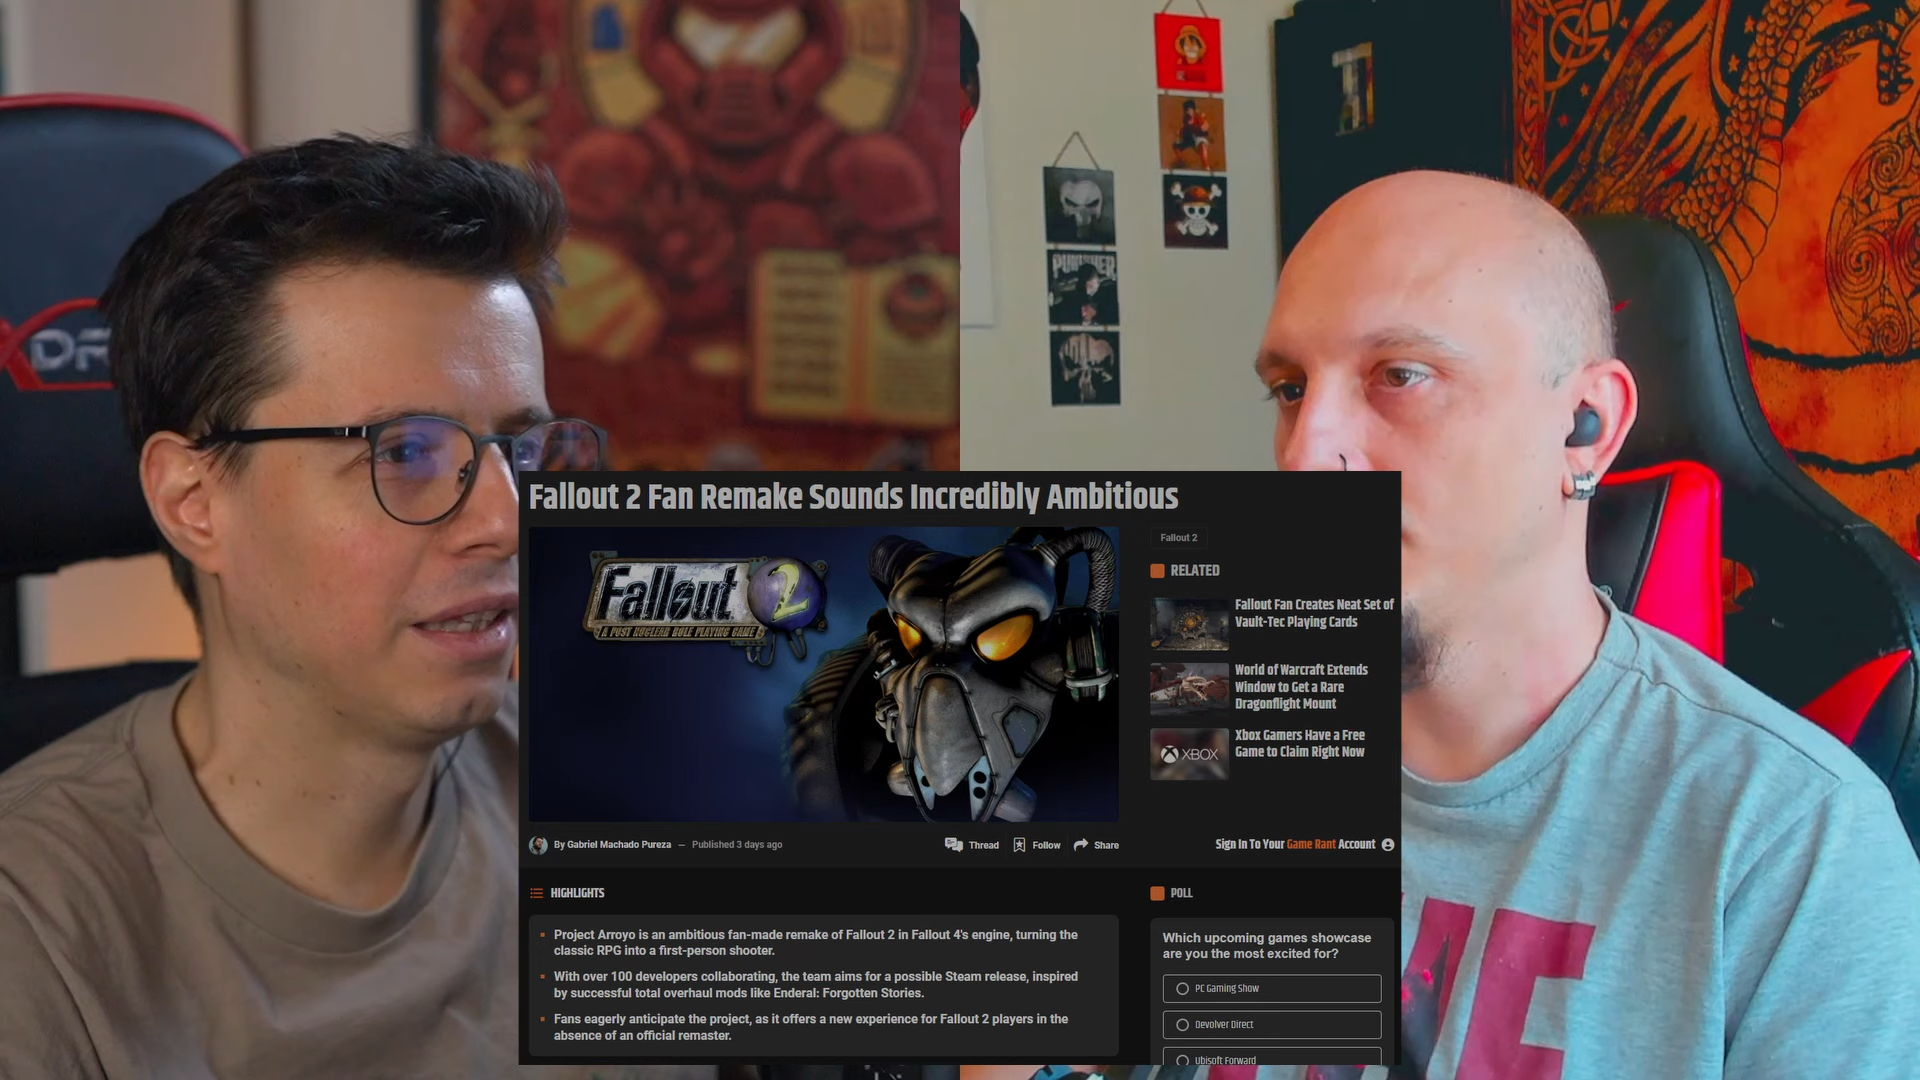 PUNISHER
XDR
Fallout 2 Fan Remake Sounds Incredibly Ambitious
Fallout 2
A POST NUCLEAR ROLE PLAYING GAME
Fallout 2
RELATED
Fallout Fan Creates Neat Set of
Vault-Tec Playing Cards
World of Warcraft Extends
Window to Get a Rare
Dragonflight Mount
XBOX
Xbox Gamers Have a Free
Game to Claim Right Now
By Gabriel Machado Pureza — Published 3 days ago
Thread
Follow
Share
Sign In To Your Game Rant Account
HIGHLIGHTS
Project Arroyo is an ambitious fan-made remake of Fallout 2 in Fallout 4's engine, turning the
classic RPG into a first-person shooter.
With over 100 developers collaborating, the team aims for a possible Steam release, inspired
by successful total overhaul mods like Enderal: Forgotten Stories.
Fans eagerly anticipate the project, as it offers a new experience for Fallout 2 players in the
absence of an official remaster.
POLL
Which upcoming games showcase
are you the most excited for?
PC Gaming Show
Devolver Direct
Ubisoft Forward